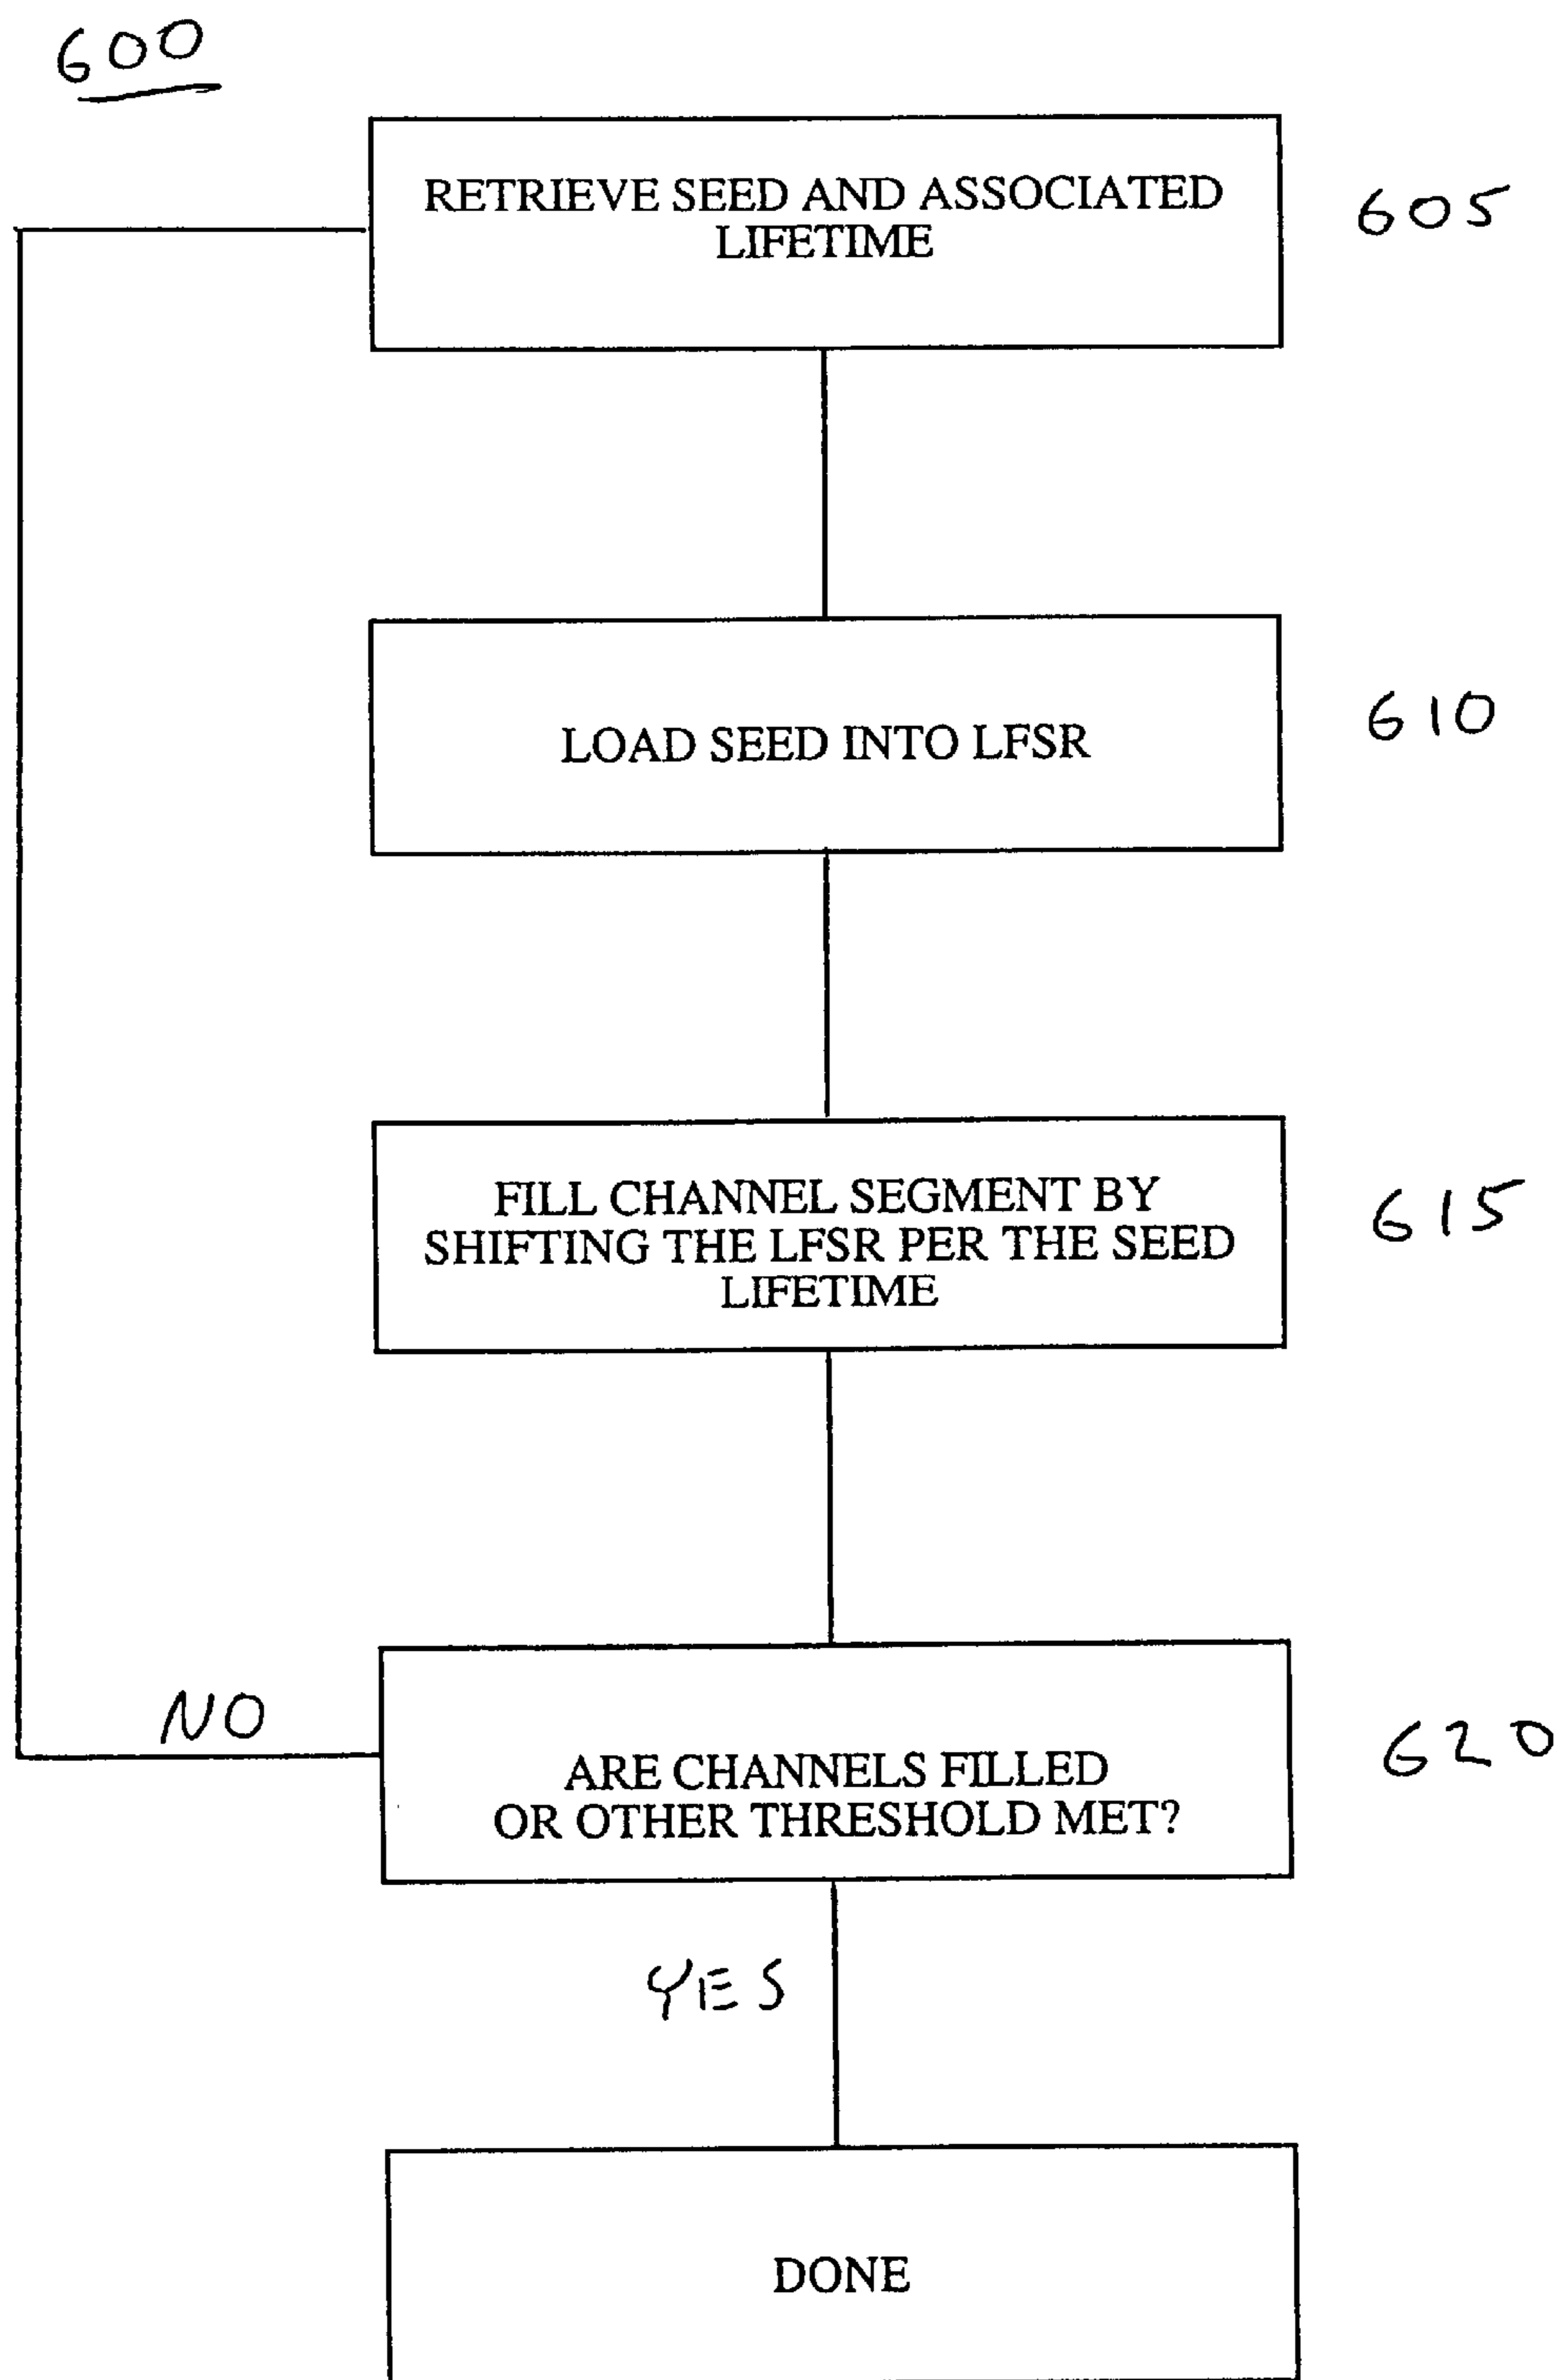 600
RETRIEVE SEED AND ASSOCIATED
LIFETIME
605
LOAD SEED INTO LFSR
610
FILL CHANNEL SEGMENT BY
SHIFTING THE LFSR PER THE SEED
LIFETIME
615
NO
ARE CHANNELS FILLED
OR OTHER THRESHOLD MET?
620
YES
DONE